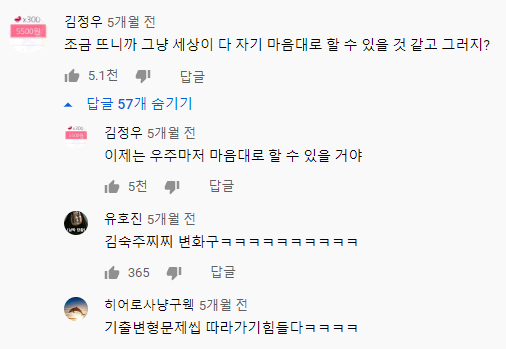 x30개
5500원
김정우 5개월 전
조금 뜨니까 그냥 세상이 다 자기 마음대로 할 수 있을 것 같고 그러지?
5.1천 답글
답글 57개 숨기기
김정우 5개월 전
이제는 우주마저 마음대로 할 수 있을 거야
5천 답글
유호진 5개월 전
김숙주찌찌 변화구ㅋㅋㅋㅋㅋㅋㅋㅋㅋㅋ
365 답글
히어로사냥구웩 5개월 전
기출변형문제씹 따라가기힘들다ㅋㅋㅋㅋ